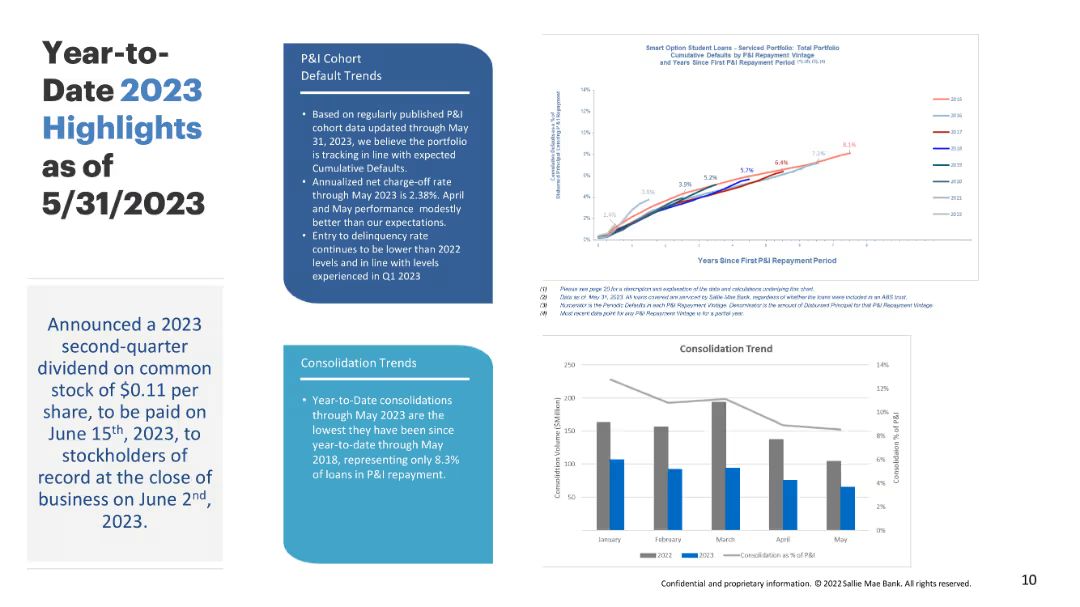 Year-to-
Date 2023
Highlights
as of
5/31/2023
Announced a 2023
second-quarter
dividend on common
stock of $0.11 per
share, to be paid on
June 15th, 2023, to
stockholders of
record at the close of
business on June 2nd,
2023.
P&I Cohort
Default Trends
• Based on regularly published P&I
cohort data updated through May
31, 2023, we believe the portfolio
is tracking in line with expected
Cumulative Defaults.
• Annualized net charge-off rate
through May 2023 is 2.38%. April
and May performance modestly
better than our expectations.
• Entry to delinquency rate
continues to be lower than 2022
levels and in line with levels
experienced in Q1 2023
Consolidation Trends
• Year-to-Date consolidations
through May 2023 are the
lowest they have been since
year-to-date through May
2018, representing only 8.3%
of loans in P&I repayment.
Smart Option Student Loans - Serviced Portfolio: Total Portfolio
Cumulative Defaults by P&I Repayment Vintage
and Years Since First P&I Repayment Period
Cumulative Defaults as a % of
Disbursed Principal Entering P&I Repayment
14%
12%
10%
8%
6%
4%
2%
0%
3.9%
5.2%
5.7%
6.4%
8.1%
2015
2016
2017
2018
2019
2020
2021
2022
Years Since First P&I Repayment Period
(1) Please see page 20 for a description and explanation of the data and calculations underlying this chart.
(2) Data as of May 31, 2023. All loans covered are serviced by Sallie Mae Bank, regardless of whether the loans were included in an ABS trust.
(3) Numerator is the Periodic Defaults in each P&I Repayment Vintage. Denominator is the amount of Disbursed Principal for that P&I Repayment Vintage.
(4) Most recent data point for any P&I Repayment Vintage is for a partial year.
Consolidation Trend
Consolidation Volume ($Million)
250
200
150
100
50
14%
12%
10%
8%
6%
4%
2%
0%
Consolidation % of P&I
January February March April May
2022 2023 Consolidation as % of P&I
Confidential and proprietary information. © 2022 Sallie Mae Bank. All rights reserved.
10